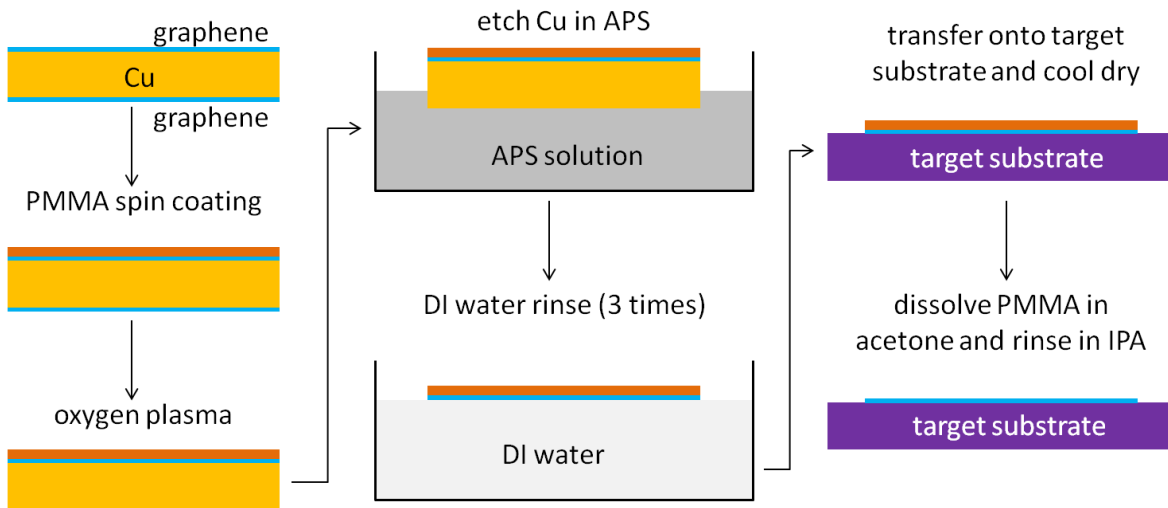 graphene
Cu
graphene
PMMA spin coating
oxygen plasma
etch Cu in APS
APS solution
DI water rinse (3 times)
DI water
transfer onto target
substrate and cool dry
target substrate
dissolve PMMA in
acetone and rinse in IPA
target substrate